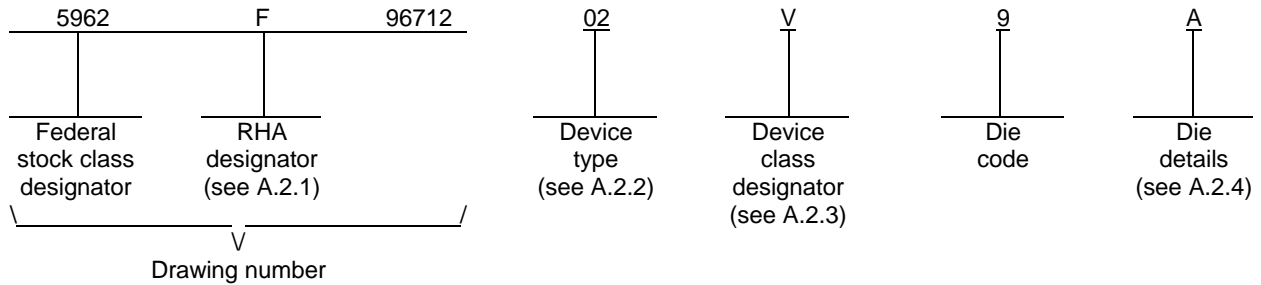 5962 F 96712 02 V 9 A
Federal stock class designator
RHA designator (see A.2.1)
Device type (see A.2.2)
Device class designator (see A.2.3)
Die code
Die details (see A.2.4)
Drawing number